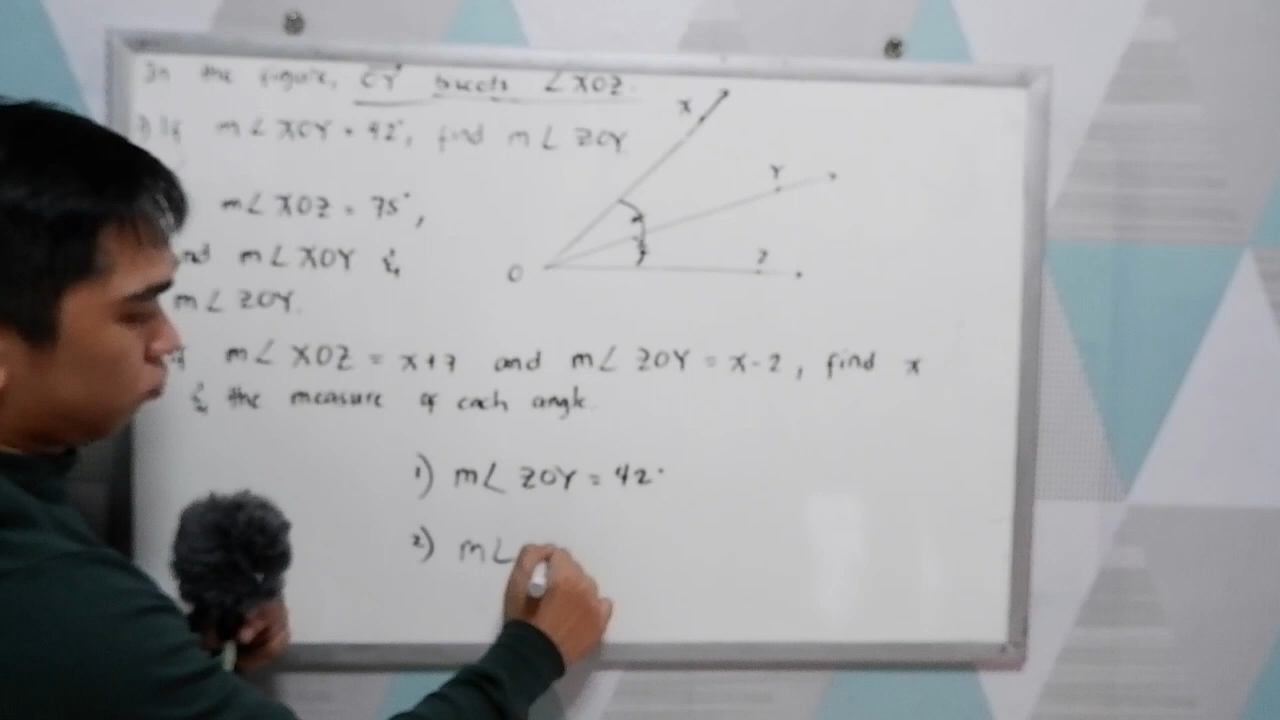 In the figure, OY bisects ∠XOZ.
1) If m∠XOY = 42°, find m∠ZOY
m∠XOZ = 75°,
m∠XOY &
m∠ZOY.
m∠XOZ = x+7 and m∠ZOY = x-2, find x
& the measure of each angle.
1) m∠ZOY = 42°
2) m∠
X
Y
Z
O